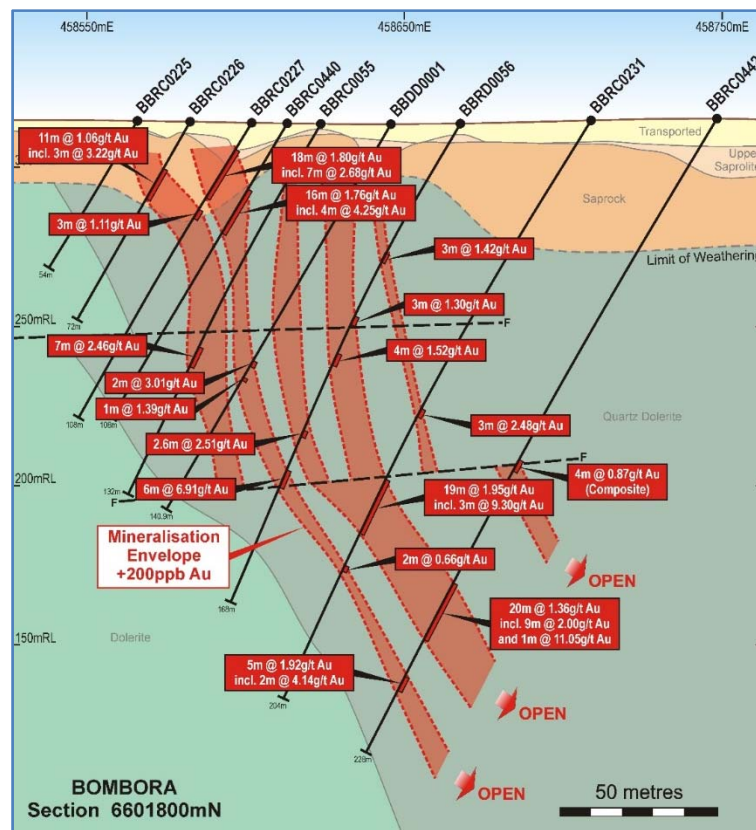 458550mE
458650mE
458750mE
BBRC0225
BBRC0226
BBRC0227
BBRC0440
BBRC0055
BBDD0001
BBRD0056
BBRC0231
BBRC0442
Transported
Upper
Saprolite
Saprock
Limit of Weathering
11m @ 1.06g/t Au
incl. 3m @ 3.22g/t Au
18m @ 1.80g/t Au
incl. 7m @ 2.68g/t Au
16m @ 1.76g/t Au
incl. 4m @ 4.25g/t Au
3m @ 1.11g/t Au
3m @ 1.42g/t Au
54m
3m @ 1.30g/t Au
72m
250mRL
F
7m @ 2.46g/t Au
4m @ 1.52g/t Au
2m @ 3.01g/t Au
1m @ 1.39g/t Au
108m
108m
3m @ 2.48g/t Au
Quartz Dolerite
2.6m @ 2.51g/t Au
F
4m @ 0.87g/t Au
(Composite)
200mRL
132m
F
6m @ 6.91g/t Au
19m @ 1.95g/t Au
incl. 3m @ 9.30g/t Au
140.9m
Mineralisation
Envelope
+200ppb Au
2m @ 0.66g/t Au
OPEN
168m
20m @ 1.36g/t Au
incl. 9m @ 2.00g/t Au
and 1m @ 11.05g/t Au
150mRL
Dolerite
5m @ 1.92g/t Au
incl. 2m @ 4.14g/t Au
204m
OPEN
228m
OPEN
BOMBORA
Section 6601800mN
50 metres